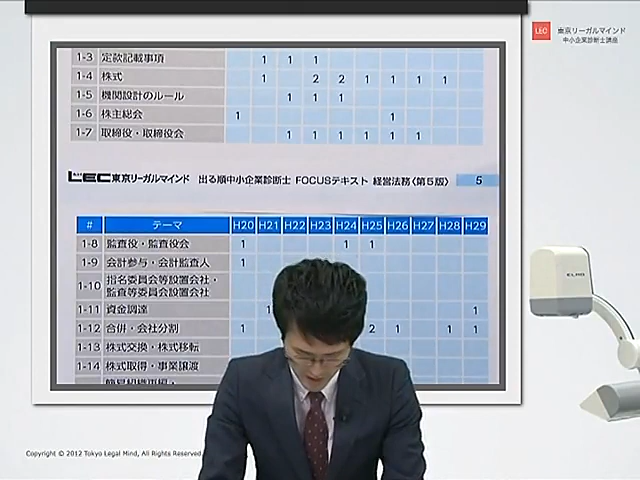 LEC 東京リーガルマインド
中小企業診断士講座
1-3 定款記載事項 1 1 1
1-4 株式 1 2 2 1 1 1 1
1-5 機関設計のルール 1 1 1
1-6 株主総会 1 1
1-7 取締役・取締役会 1 1 1 1 1 1
LEC東京リーガルマインド 出る順中小企業診断士 FOCUSテキスト 経営法務〈第5版〉 5
# テーマ H20 H21 H22 H23 H24 H25 H26 H27 H28 H29
1-8 監査役・監査役会 1 1 1
1-9 会計参与・会計監査人 1
1-10 指名委員会等設置会社・
監査等委員会設置会社
1-11 資金調達 1
1-12 合併・会社分割 1 2 1 1 1
1-13 株式交換・株式移転
1-14 株式取得・事業譲渡
ELMO
Copyright © 2012 Tokyo Legal Mind, All Rights Reserved